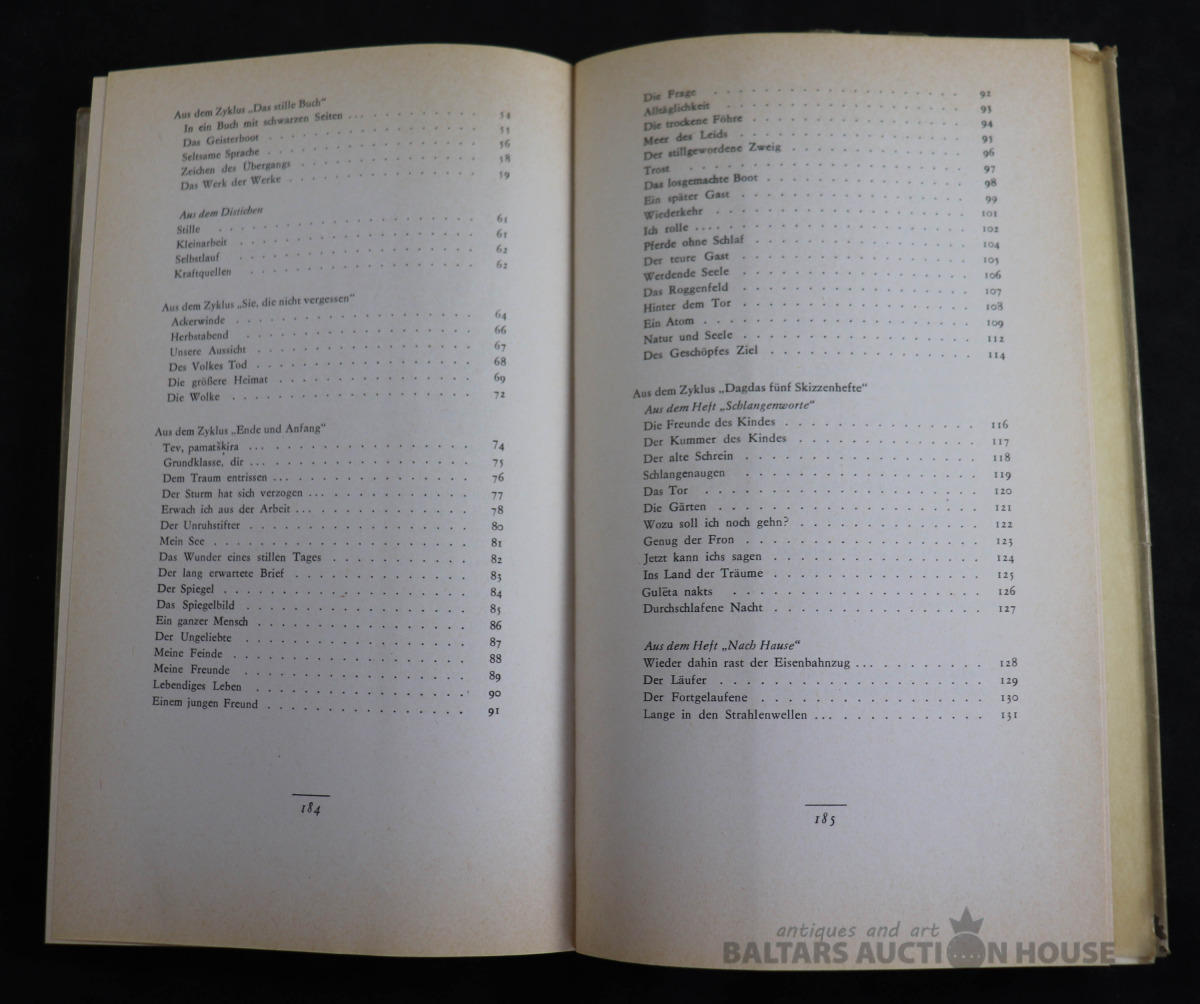 Aus dem Zyklus „Das stille Buch“
In ein Buch mit schwarzen Seiten ... 54
Das Geisterboot 55
Seltsame Sprache 56
Zeichen des Übergangs 58
Das Werk der Werke 59
Aus dem Distichen
Stille 61
Kleinarbeit 61
Selbstlauf 62
Kraftquellen 62
Aus dem Zyklus „Sie, die nicht vergessen“
Ackerwinde 64
Herbstabend 66
Unsere Aussicht 67
Des Volkes Tod 68
Die größere Heimat 69
Die Wolke 72
Aus dem Zyklus „Ende und Anfang“
Tev, pamatšķira ... 74
Grundklasse, dir ... 75
Dem Traum entrissen ... 76
Der Sturm hat sich verzogen ... 77
Erwach ich aus der Arbeit ... 78
Der Unruhstifter 80
Mein See 81
Das Wunder eines stillen Tages 82
Der lang erwartete Brief 83
Der Spiegel 84
Das Spiegelbild 85
Ein ganzer Mensch 86
Der Ungeliebte 87
Meine Feinde 88
Meine Freunde 89
Lebendiges Leben 90
Einem jungen Freund 91
184
Die Frage 92
Alltäglichkeit 93
Die trockene Föhre 94
Meer des Leids 95
Der stillgewordene Zweig 96
Trost 97
Das losgemachte Boot 98
Ein später Gast 99
Wiederkehr 101
Ich rolle ... 102
Pferde ohne Schlaf 104
Der teure Gast 105
Werdende Seele 106
Das Roggenfeld 107
Hinter dem Tor 108
Ein Atom 109
Natur und Seele 112
Des Geschöpfes Ziel 114
Aus dem Zyklus „Dagdas fünf Skizzenhefte“
Aus dem Heft „Schlangenworte“
Die Freunde des Kindes 116
Der Kummer des Kindes 117
Der alte Schrein 118
Schlangenaugen 119
Das Tor 120
Die Gärten 121
Wozu soll ich noch gehn? 122
Genug der Fron 123
Jetzt kann ichs sagen 124
Ins Land der Träume 125
Gulēta nakts 126
Durchschlafene Nacht 127
Aus dem Heft „Nach Hause“
Wieder dahin rast der Eisenbahnzug ... 128
Der Läufer 129
Der Fortgelaufene 130
Lange in den Strahlenwellen ... 131
185
antiques and art
BALTARS AUCTION HOUSE